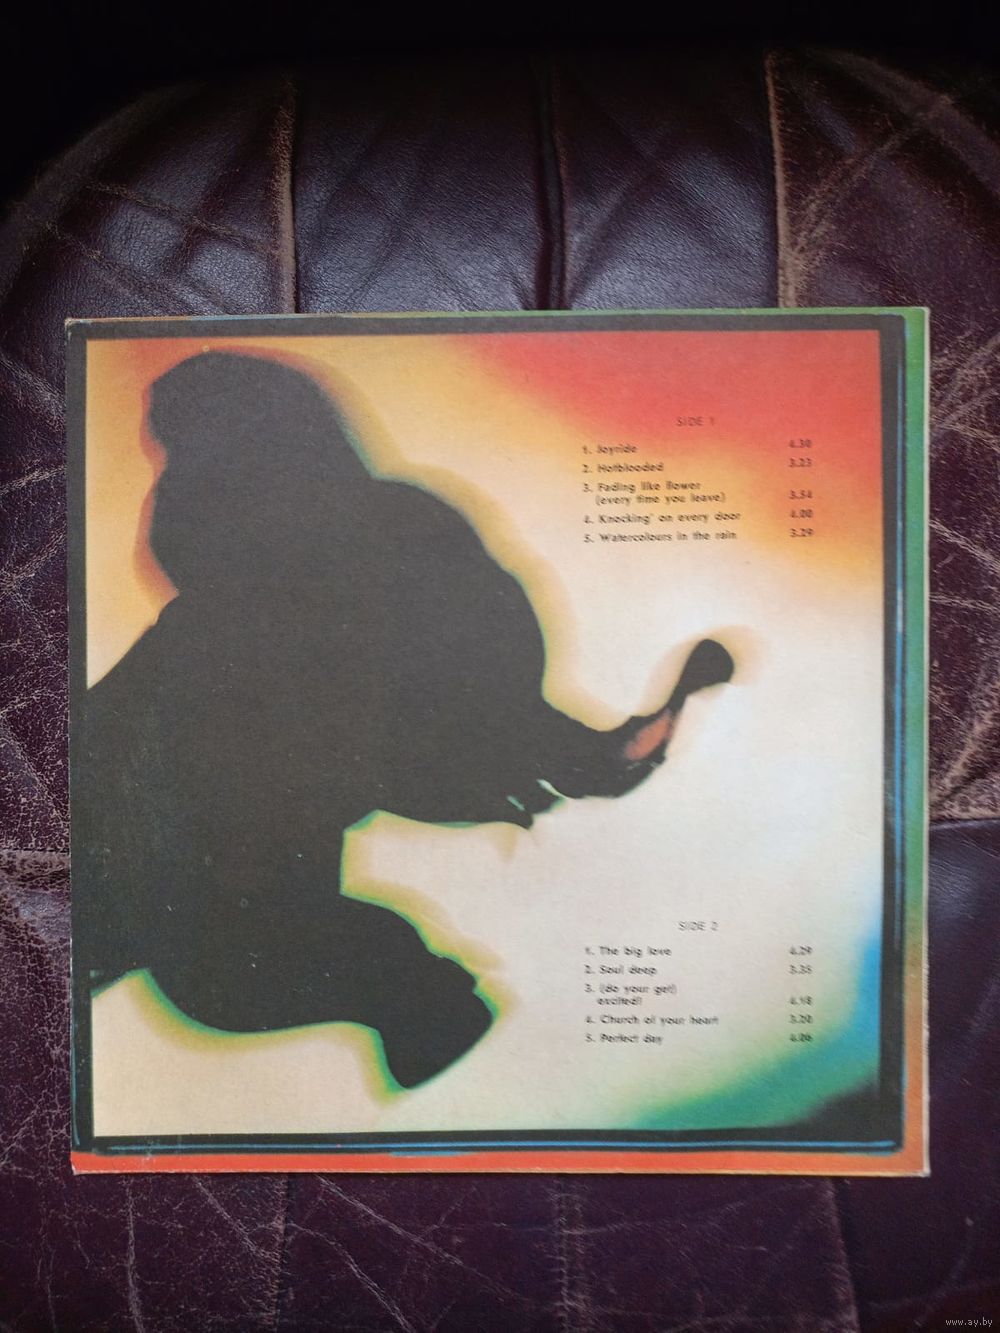 SIDE 1
1. Joyride 4.30
2. Hotblooded 3.23
3. Fading like flower
(every time you leave) 3.54
4. Knocking' on every door 4.00
5. Watercolours in the rain 3.29
SIDE 2
1. The big love 4.29
2. Soul deep 3.35
3. (do your get)
excited! 4.18
4. Church of your heart 3.20
5. Perfect day 4.06
www.ay.by